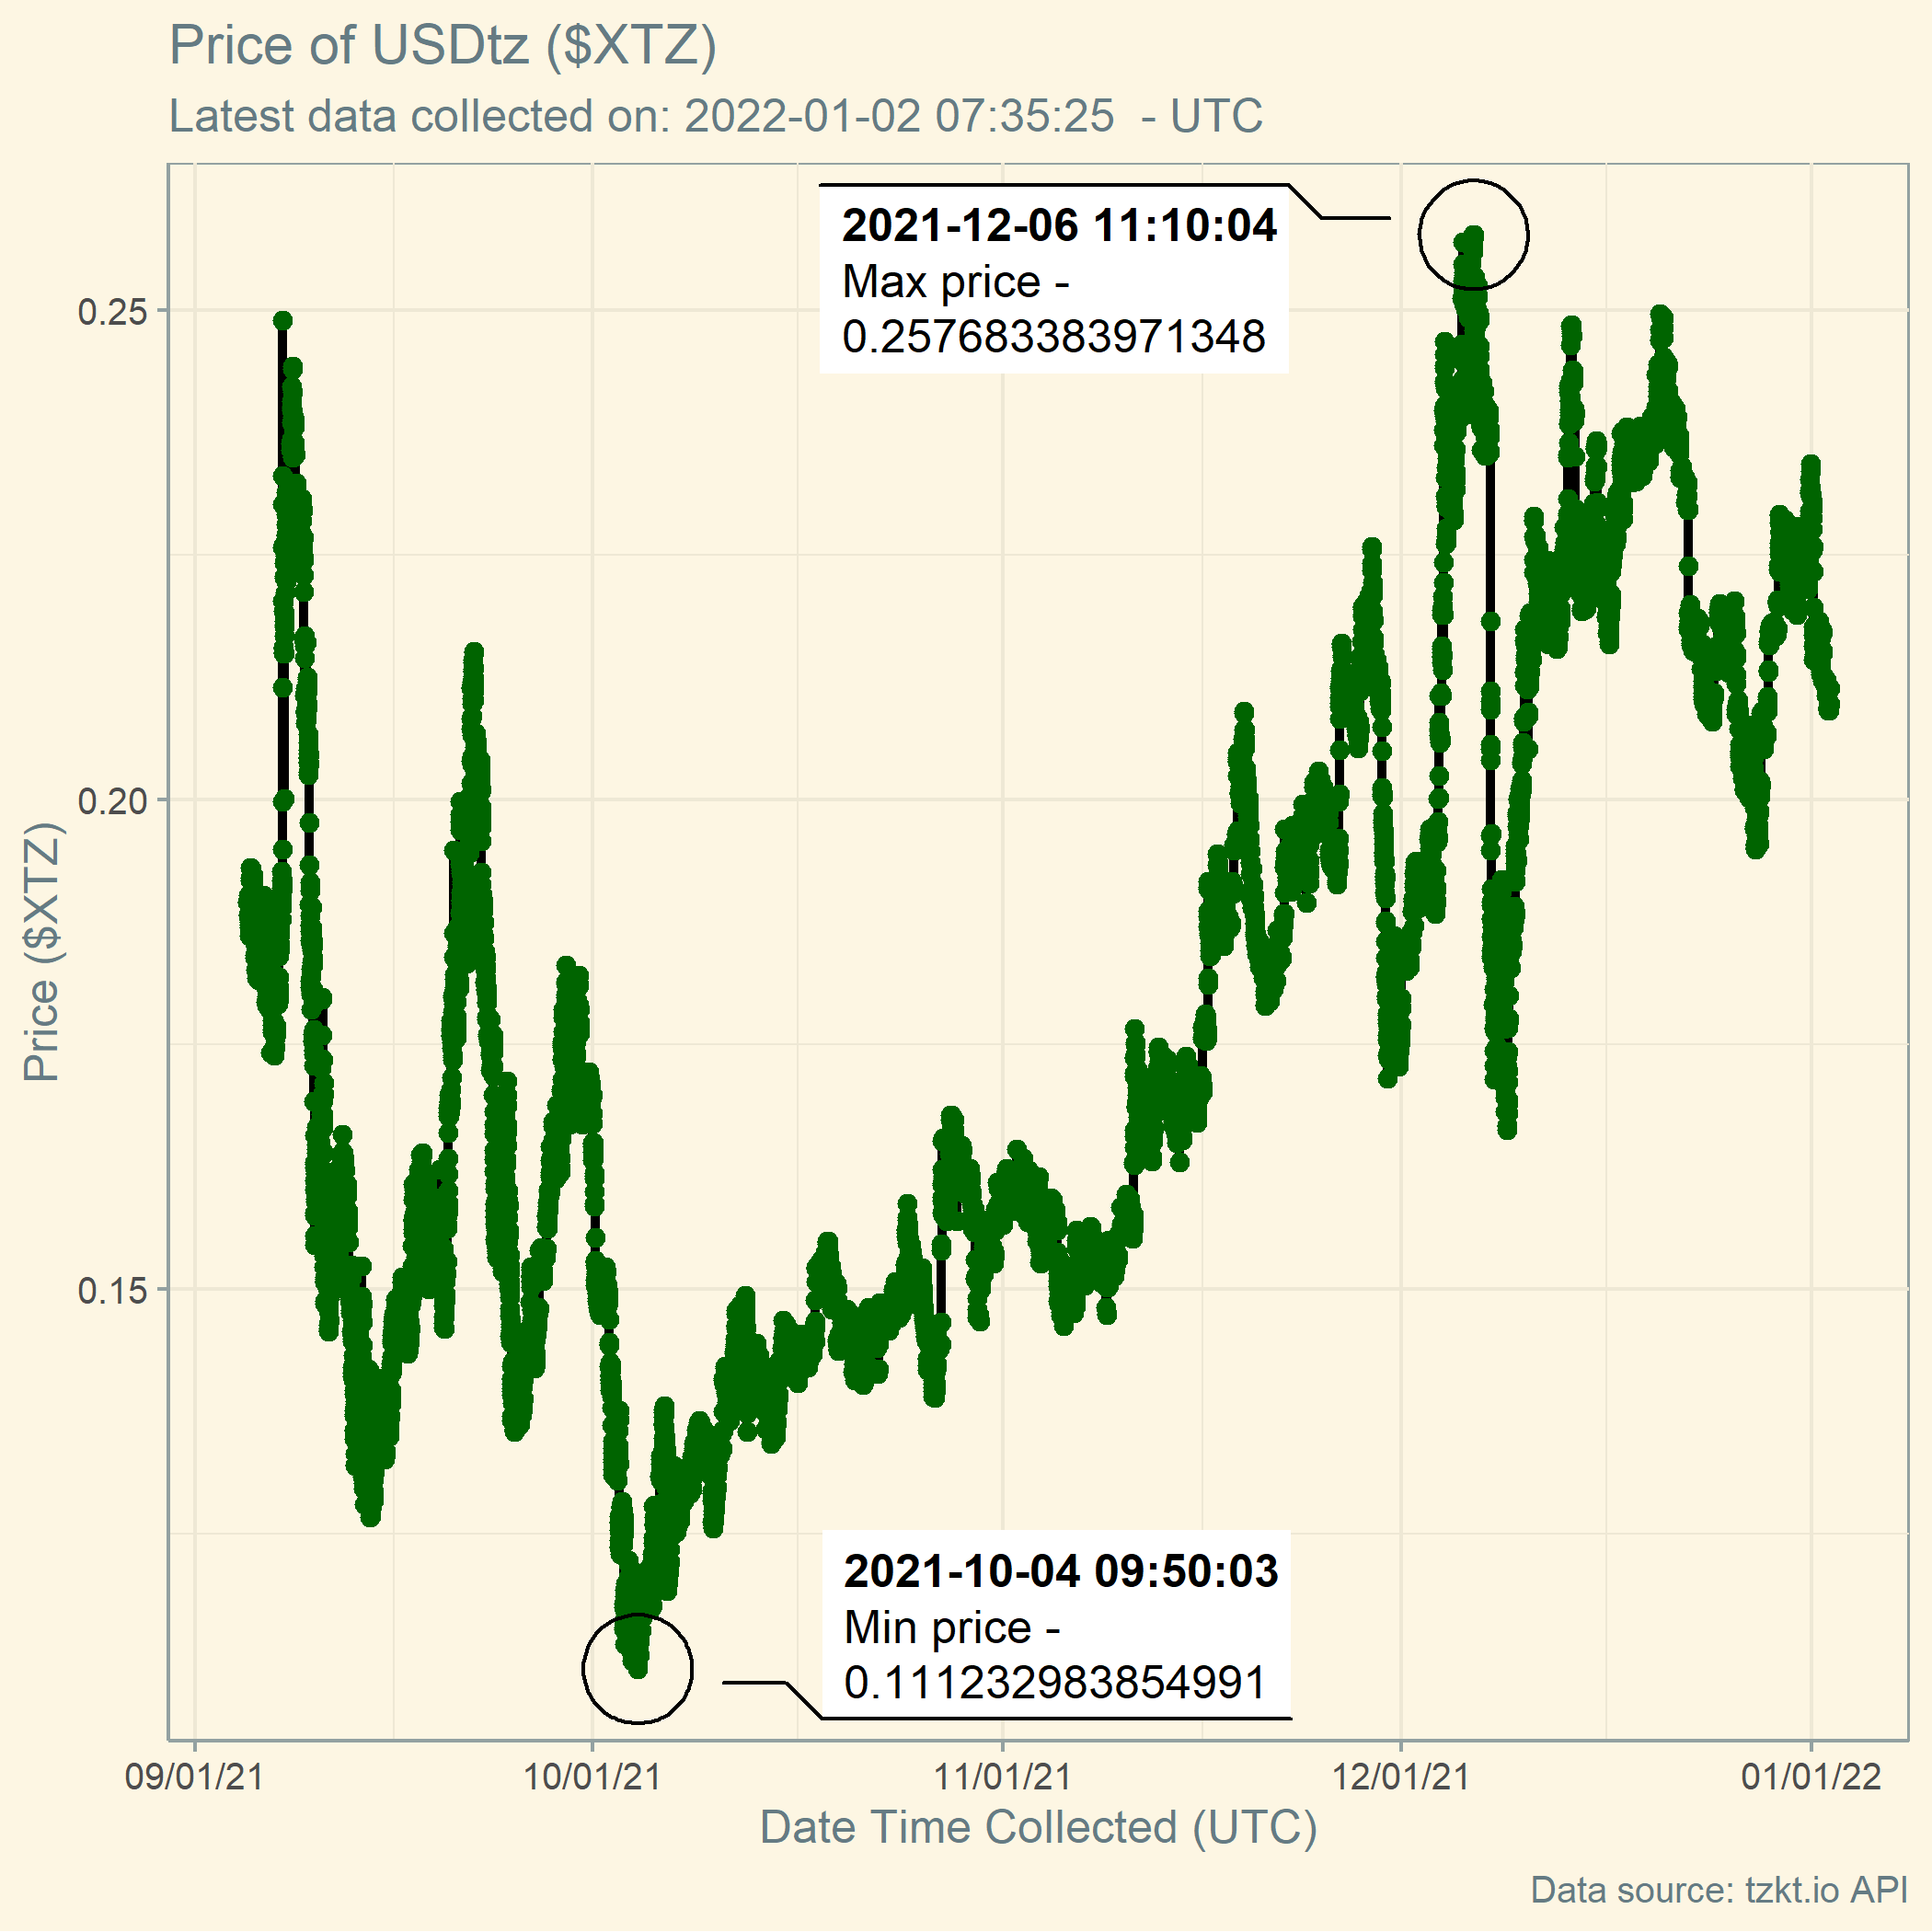 Price of USDtz ($XTZ)
Latest data collected on: 2022-01-02 07:35:25  - UTC
2021-12-06 11:10:04
Max price -
0.257683383971348
0.25
0.20
0.15
Price ($XTZ)
2021-10-04 09:50:03
Min price -
0.111232983854991
09/01/21
10/01/21
11/01/21
12/01/21
01/01/22
Date Time Collected (UTC)
Data source: tzkt.io API